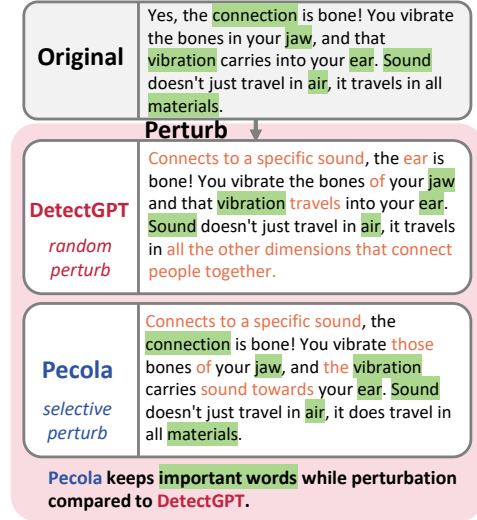 Original
Yes, the connection is bone! You vibrate
the bones in your jaw, and that
vibration carries into your ear. Sound
doesn't just travel in air, it travels in all
materials.
Perturb
DetectGPT
random
perturb
Connects to a specific sound, the ear is
bone! You vibrate the bones of your jaw
and that vibration travels into your ear.
Sound doesn't just travel in air, it travels
in all the other dimensions that connect
people together.
Pecola
selective
perturb
Connects to a specific sound, the
connection is bone! You vibrate those
bones of your jaw, and the vibration
carries sound towards your ear. Sound
doesn't just travel in air, it does travel in
all materials.
Pecola keeps important words while perturbation
compared to DetectGPT.